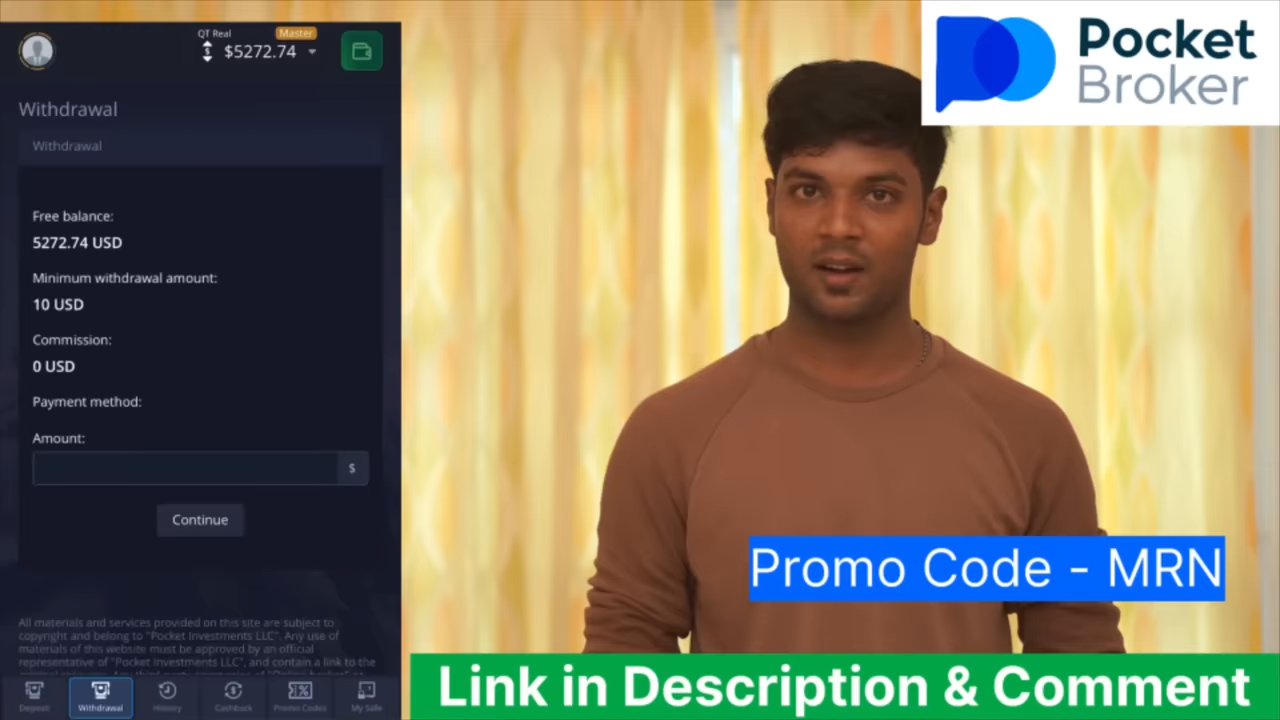 QT Real
Master
$5272.74
Withdrawal
Withdrawal
Free balance:
5272.74 USD
Minimum withdrawal amount:
10 USD
Commission:
0 USD
Payment method:
Amount:
$
Continue
All materials and services provided on this site are subject to
copyright and belong to "Pocket Investments LLC". Any use of
materials of this website must be approved by an official
representative of "Pocket Investments LLC", and contain a link to the
Deposit
Withdrawal
History
Cashback
Promo Codes
My Safe
Pocket
Broker
Promo Code - MRN
Link in Description & Comment